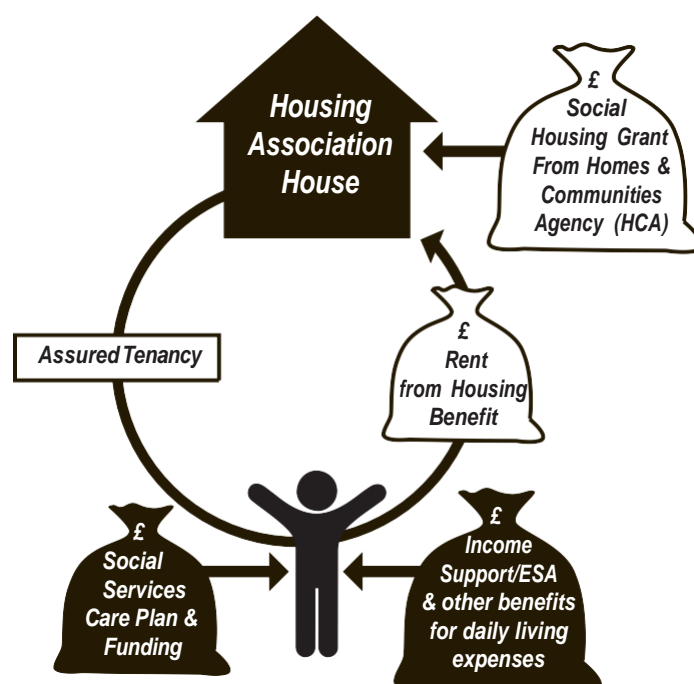 Housing
Association
House
£
Social
Housing Grant
From Homes &
Communities
Agency (HCA)
Assured Tenancy
£
Rent
from Housing
Benefit
£
Social
Services
Care Plan &
Funding
£
Income
Support/ESA
& other benefits
for daily living
expenses